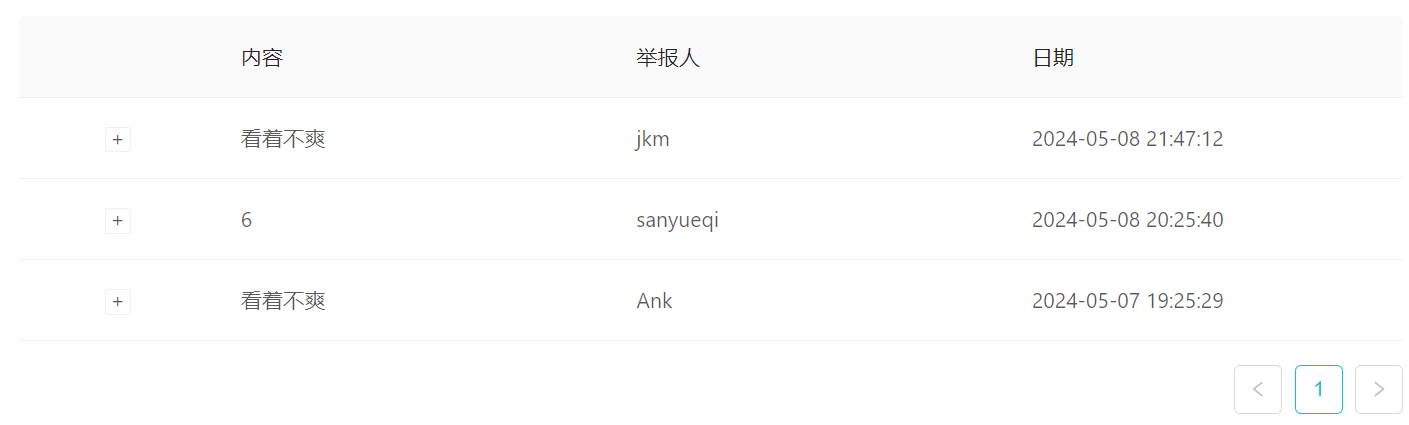 内容 举报人 日期
+ 看着不爽 jkm 2024-05-08 21:47:12
+ 6 sanyueqi 2024-05-08 20:25:40
+ 看着不爽 Ank 2024-05-07 19:25:29
< 1 >